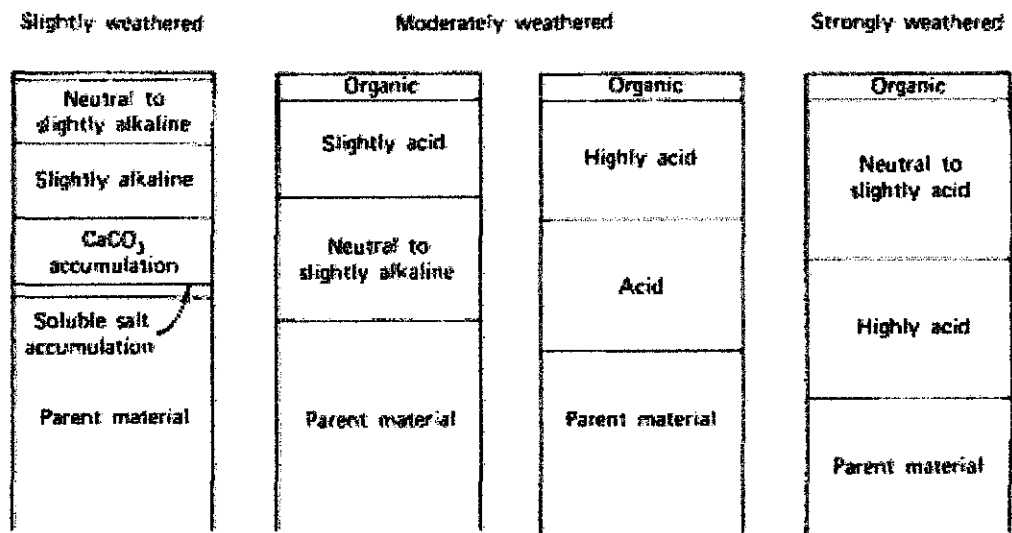 Slightly weathered
Moderately weathered
Strongly weathered
Neutral to
slightly alkaline
Slightly alkaline
CaCO₃
accumulation
Soluble salt
accumulation
Parent material
Organic
Slightly acid
Neutral to
slightly alkaline
Parent material
Organic
Highly acid
Acid
Parent material
Organic
Neutral to
slightly acid
Highly acid
Parent material